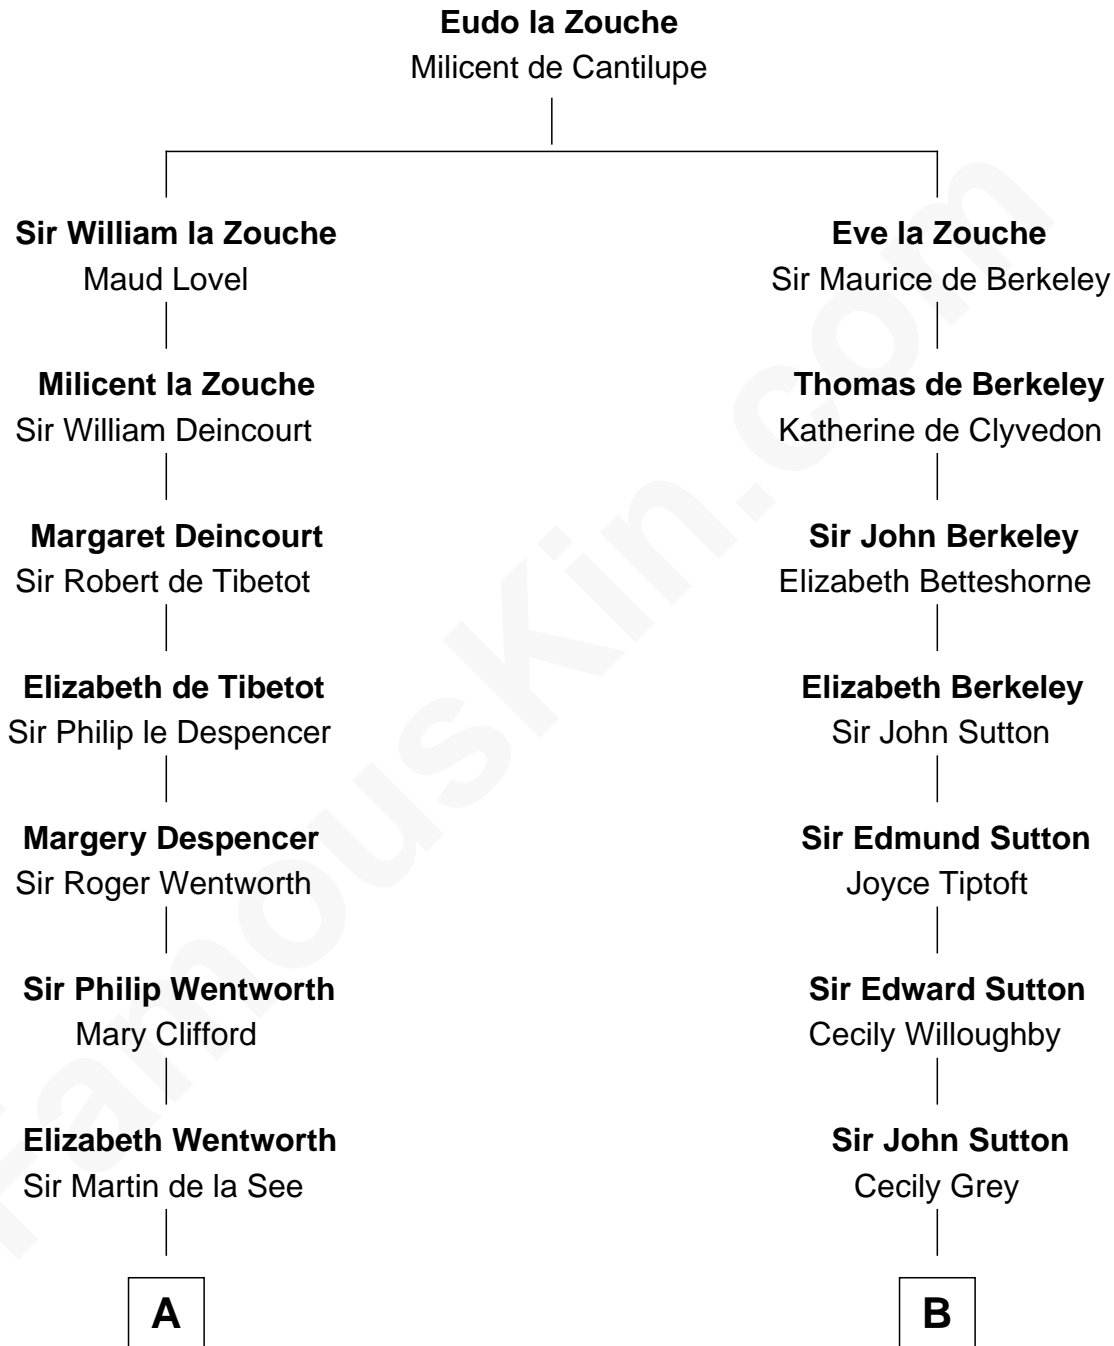 Eudo la Zouche
Milicent de Cantilupe
Sir William la Zouche
Maud Lovel
Eve la Zouche
Sir Maurice de Berkeley
Milicent la Zouche
Sir William Deincourt
Thomas de Berkeley
Katherine de Clyvedon
Margaret Deincourt
Sir Robert de Tibetot
Sir John Berkeley
Elizabeth Betteshorne
Elizabeth de Tibetot
Sir Philip le Despencer
Elizabeth Berkeley
Sir John Sutton
Margery Despencer
Sir Roger Wentworth
Sir Edmund Sutton
Joyce Tiptoft
Sir Philip Wentworth
Mary Clifford
Sir Edward Sutton
Cecily Willoughby
Elizabeth Wentworth
Sir Martin de la See
Sir John Sutton
Cecily Grey
A
B
FamousKin.com